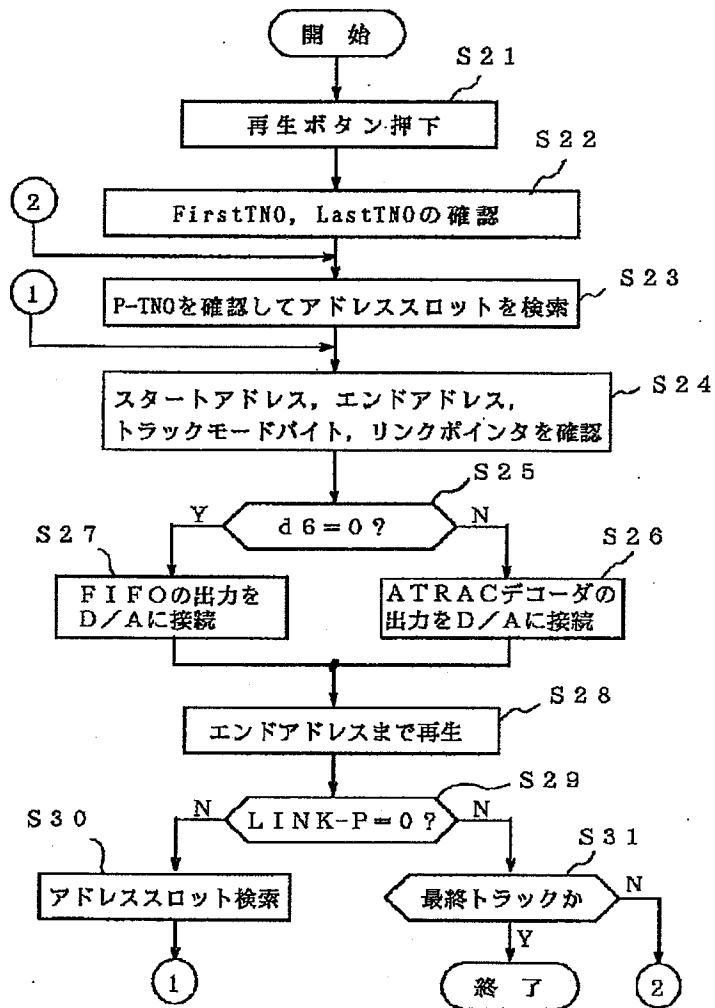 開 始
S21
再生ボタン押下
S22
②
FirstTNO, LastTNOの確認
S23
①
P-TNOを確認してアドレススロットを検索
S24
スタートアドレス, エンドアドレス,
トラックモードバイト, リンクポインタを確認
S25
Y
d6=0?
N
S27
S26
FIFOの出力を
D/Aに接続
ATRACデコーダの
出力をD/Aに接続
S28
エンドアドレスまで再生
S29
N
LINK-P=0?
N
S30
S31
アドレススロット検索
最終トラックか
N
Y
①
終 了
②